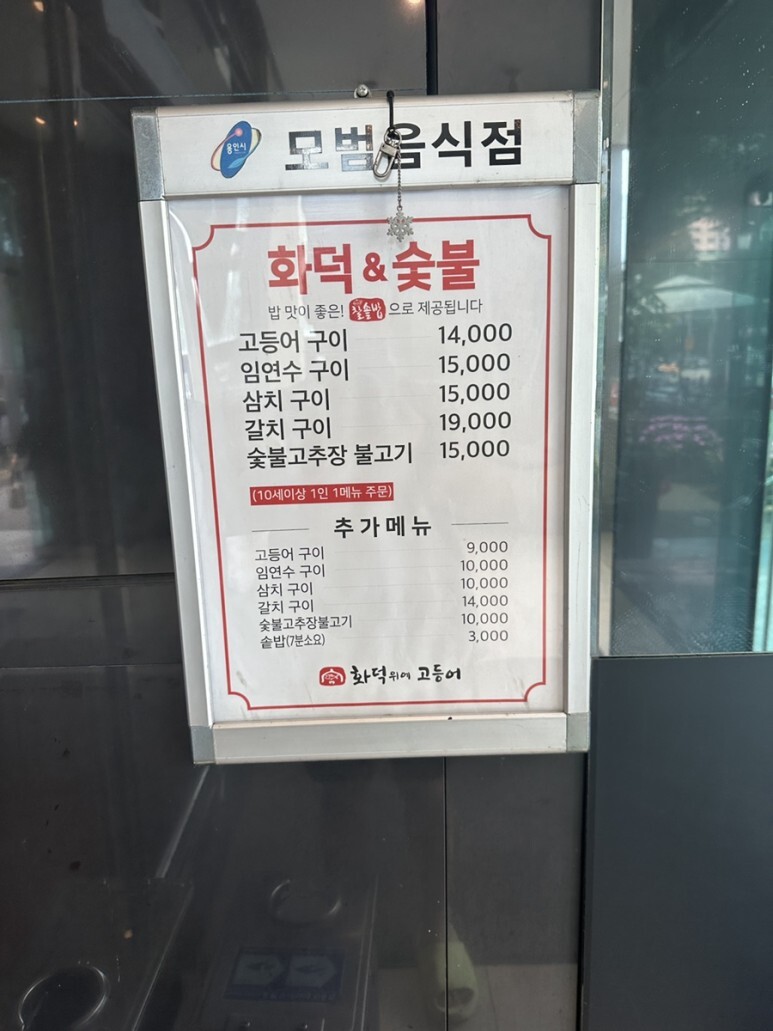 용인시 모범음식점
화덕&숯불
밥 맛이 좋은! 찰솥밥 으로 제공됩니다
고등어 구이 14,000
임연수 구이 15,000
삼치 구이 15,000
갈치 구이 19,000
숯불고추장 불고기 15,000
(10세이상 1인 1메뉴 주문)
추가메뉴
고등어 구이 9,000
임연수 구이 10,000
삼치 구이 10,000
갈치 구이 14,000
숯불고추장불고기 10,000
솥밥(7분소요) 3,000
화덕위에 고등어